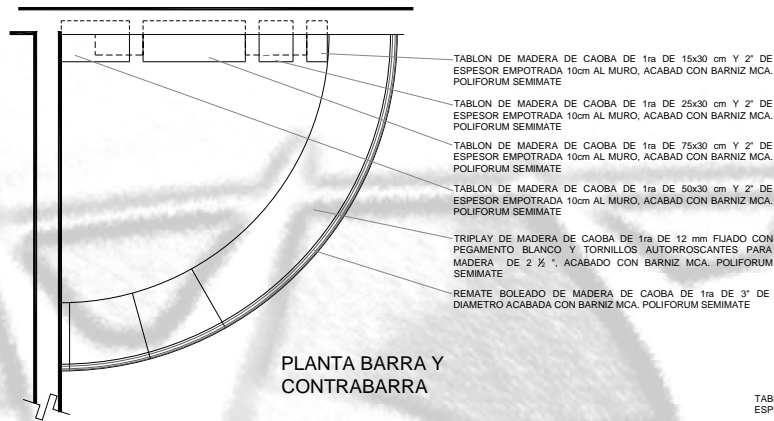 TABLON DE MADERA DE CAOBA DE 1ra DE 15x30 cm Y 2" DE
ESPESOR EMPOTRADA 10cm AL MURO, ACABAD CON BARNIZ MCA.
POLIFORUM SEMIMATE
TABLON DE MADERA DE CAOBA DE 1ra DE 25x30 cm Y 2" DE
ESPESOR EMPOTRADA 10cm AL MURO, ACABAD CON BARNIZ MCA.
POLIFORUM SEMIMATE
TABLON DE MADERA DE CAOBA DE 1ra DE 75x30 cm Y 2" DE
ESPESOR EMPOTRADA 10cm AL MURO, ACABAD CON BARNIZ MCA.
POLIFORUM SEMIMATE
TABLON DE MADERA DE CAOBA DE 1ra DE 50x30 cm Y 2" DE
ESPESOR EMPOTRADA 10cm AL MURO, ACABAD CON BARNIZ MCA.
POLIFORUM SEMIMATE
TRIPLAY DE MADERA DE CAOBA DE 1ra DE 12 mm FIJADO CON
PEGAMENTO BLANCO Y TORNILLOS AUTORROSCANTES PARA
MADERA DE 2 ½ ", ACABADO CON BARNIZ MCA. POLIFORUM
SEMIMATE
REMATE BOLEADO DE MADERA DE CAOBA DE 1ra DE 3" DE
DIAMETRO ACABADA CON BARNIZ MCA. POLIFORUM SEMIMATE
PLANTA BARRA Y
CONTRABARRA
TAB
ESP